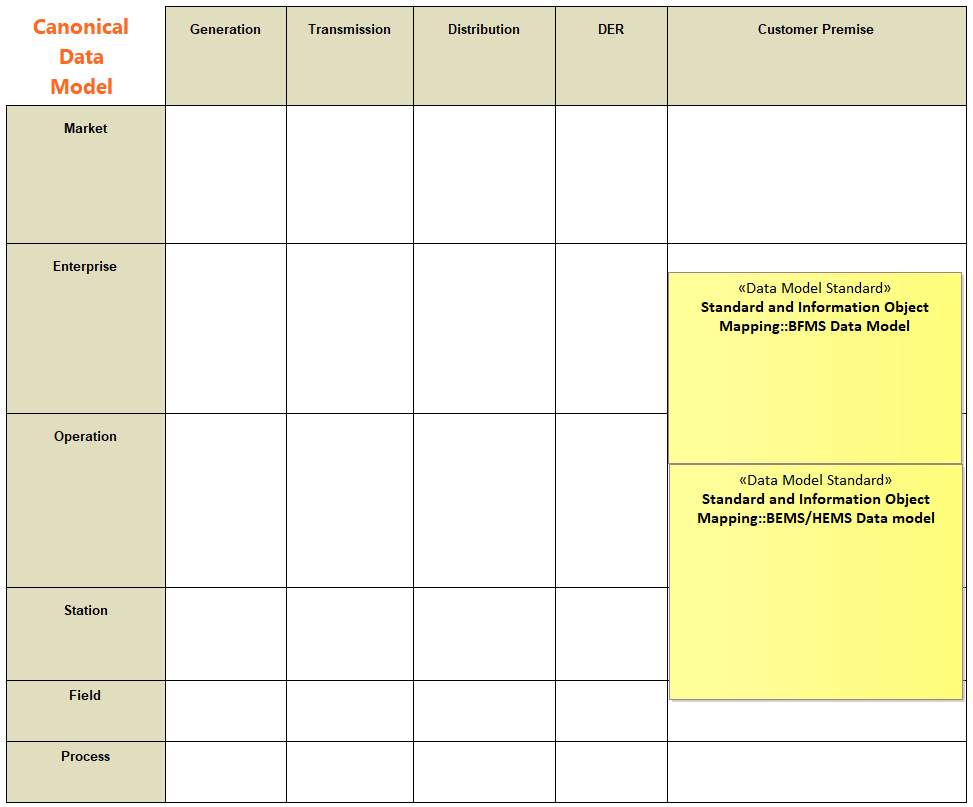 Canonical
Data
Model
Generation
Transmission
Distribution
DER
Customer Premise
Market
Enterprise
«Data Model Standard»
Standard and Information Object
Mapping::BFMS Data Model
Operation
«Data Model Standard»
Standard and Information Object
Mapping::BEMS/HEMS Data model
Station
Field
Process